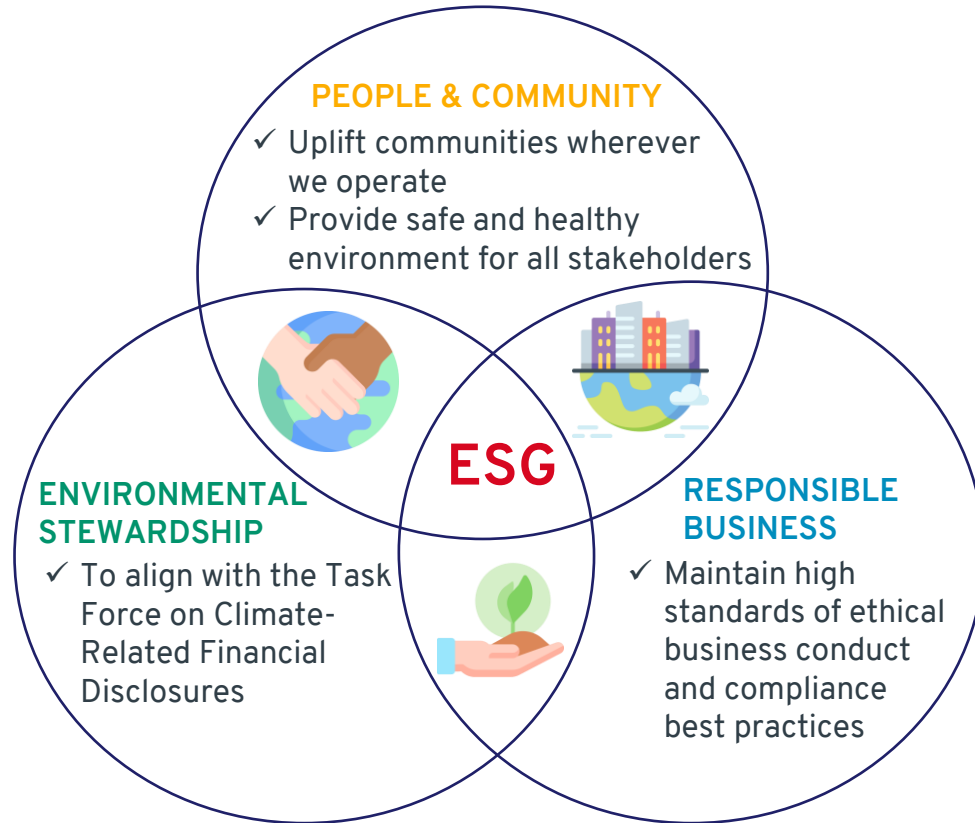 PEOPLE & COMMUNITY
✓ Uplift communities wherever
we operate
✓ Provide safe and healthy
environment for all stakeholders
ESG
ENVIRONMENTAL
STEWARDSHIP
✓ To align with the Task
Force on Climate-
Related Financial
Disclosures
RESPONSIBLE
BUSINESS
✓ Maintain high
standards of ethical
business conduct
and compliance
best practices